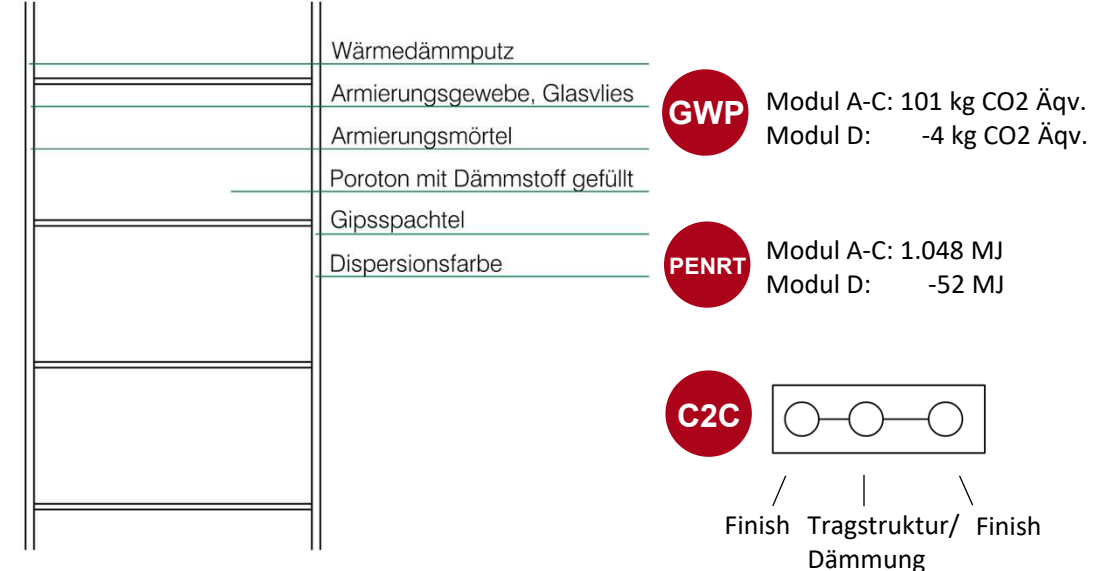 Wärmedämmputz
Armierungsgewebe, Glasvlies
Armierungsmörtel
Poroton mit Dämmstoff gefüllt
Gipsspachtel
Dispersionsfarbe
GWP
Modul A-C: 101 kg CO2 Äqv.
Modul D: -4 kg CO2 Äqv.
PENRT
Modul A-C: 1.048 MJ
Modul D: -52 MJ
C2C
Finish Tragstruktur/ Finish
Dämmung